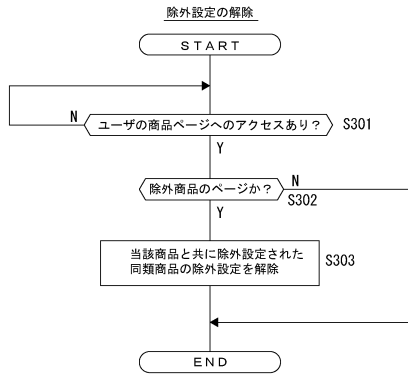 除外設定の解除
START
N
ユーザの商品ページへのアクセスあり?
S301
Y
除外商品のページか?
N
S302
Y
当該商品と共に除外設定された
同類商品の除外設定を解除
S303
END